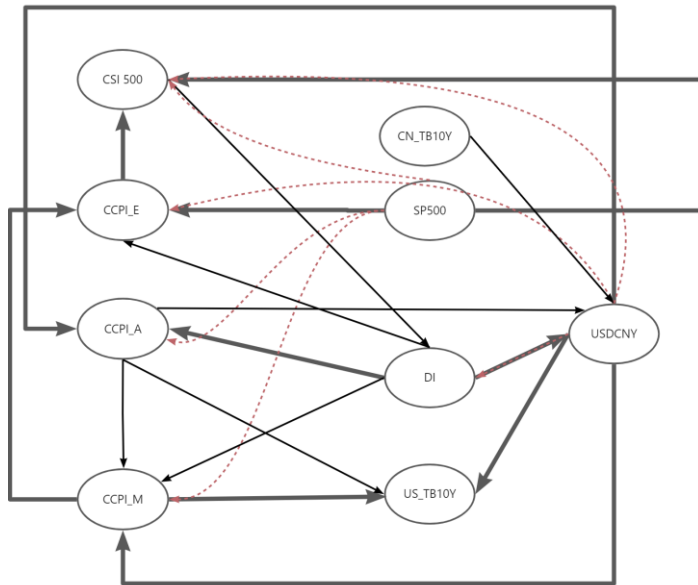 CSI 500
CN_TB10Y
CCPI_E
SP500
CCPI_A
USDCNY
DI
CCPI_M
US_TB10Y